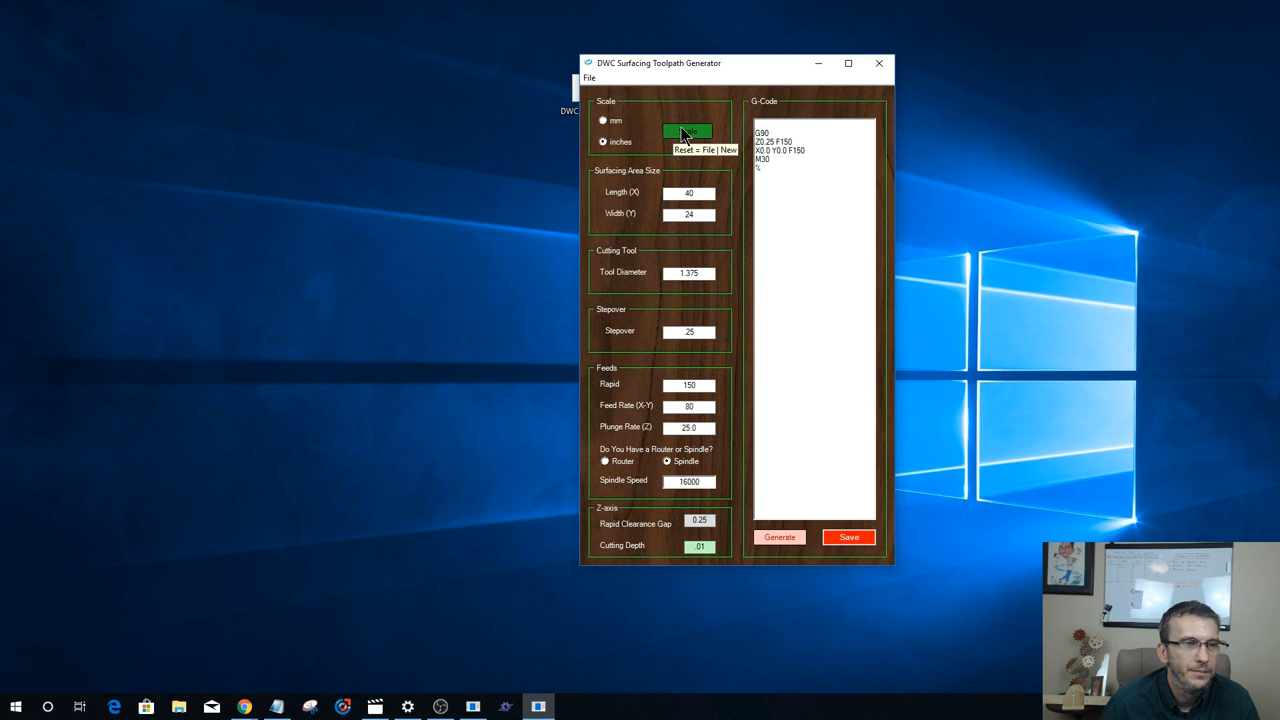 DWC Surfacing Toolpath Generator
File
DWC
Scale
mm
inches
Reset = File | New
Surfacing Area Size
Length (X) 40
Width (Y) 24
Cutting Tool
Tool Diameter 1.375
Stepover
Stepover .25
Feeds
Rapid 150
Feed Rate (X-Y) 80
Plunge Rate (Z) 25.0
Do You Have a Router or Spindle?
Router Spindle
Spindle Speed 16000
Z-axis
Rapid Clearance Gap 0.25
Cutting Depth .01
G-Code
G90
Z0.25 F150
X0.0 Y0.0 F150
M30
%
Generate Save